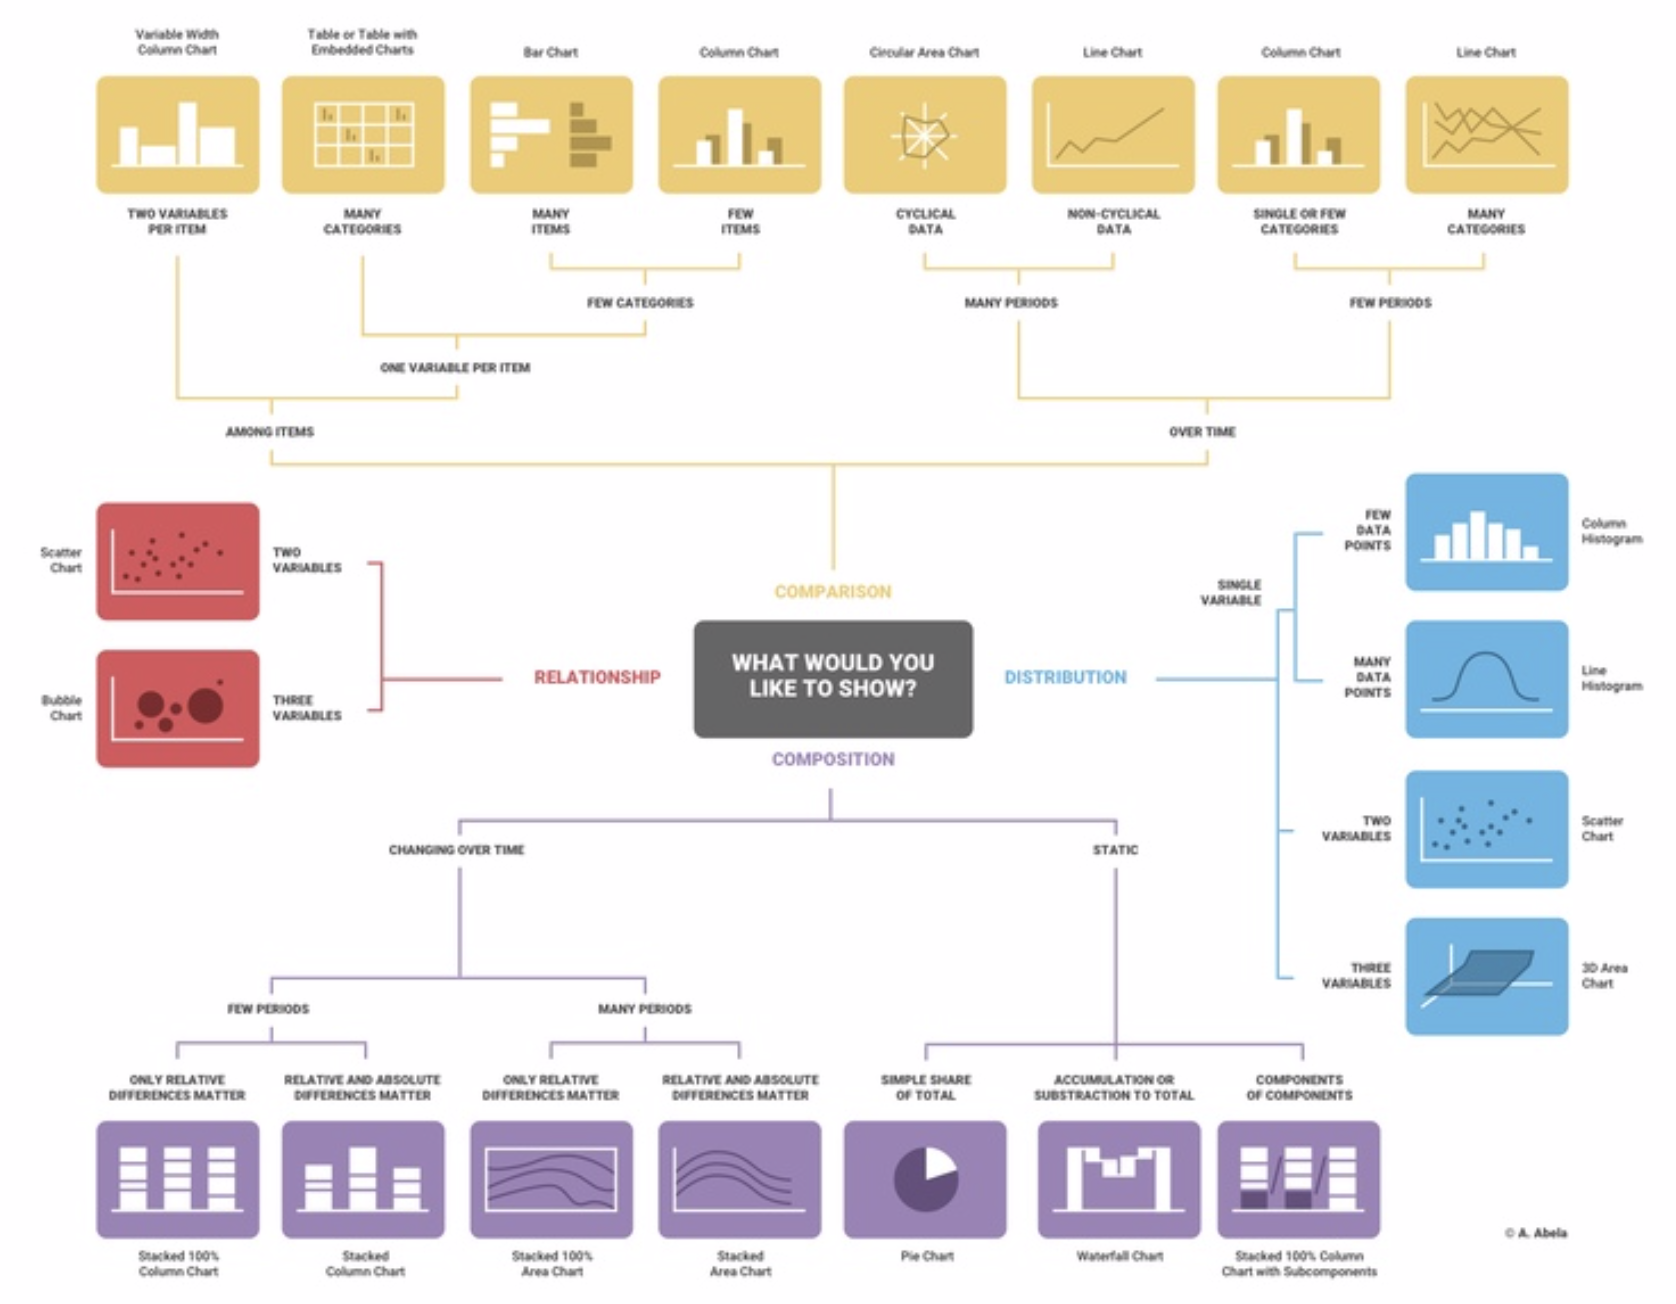 Variable Width
Column Chart
Table or Table with
Embedded Charts
Bar Chart
Column Chart
Circular Area Chart
Line Chart
Column Chart
Line Chart
TWO VARIABLES
PER ITEM
MANY
CATEGORIES
MANY
ITEMS
FEW
ITEMS
CYCLICAL
DATA
NON-CYCLICAL
DATA
SINGLE OR FEW
CATEGORIES
MANY
CATEGORIES
FEW CATEGORIES
MANY PERIODS
FEW PERIODS
ONE VARIABLE PER ITEM
AMONG ITEMS
OVER TIME
Scatter
Chart
TWO
VARIABLES
Bubble
Chart
THREE
VARIABLES
RELATIONSHIP
COMPARISON
WHAT WOULD YOU
LIKE TO SHOW?
DISTRIBUTION
COMPOSITION
SINGLE
VARIABLE
FEW
DATA
POINTS
Column
Histogram
MANY
DATA
POINTS
Line
Histogram
TWO
VARIABLES
Scatter
Chart
THREE
VARIABLES
3D Area
Chart
CHANGING OVER TIME
STATIC
FEW PERIODS
MANY PERIODS
ONLY RELATIVE
DIFFERENCES MATTER
RELATIVE AND ABSOLUTE
DIFFERENCES MATTER
ONLY RELATIVE
DIFFERENCES MATTER
RELATIVE AND ABSOLUTE
DIFFERENCES MATTER
SIMPLE SHARE
OF TOTAL
ACCUMULATION OR
SUBSTRACTION TO TOTAL
COMPONENTS
OF COMPONENTS
Stacked 100%
Column Chart
Stacked
Column Chart
Stacked 100%
Area Chart
Stacked
Area Chart
Pie Chart
Waterfall Chart
Stacked 100% Column
Chart with Subcomponents
© A. Abela